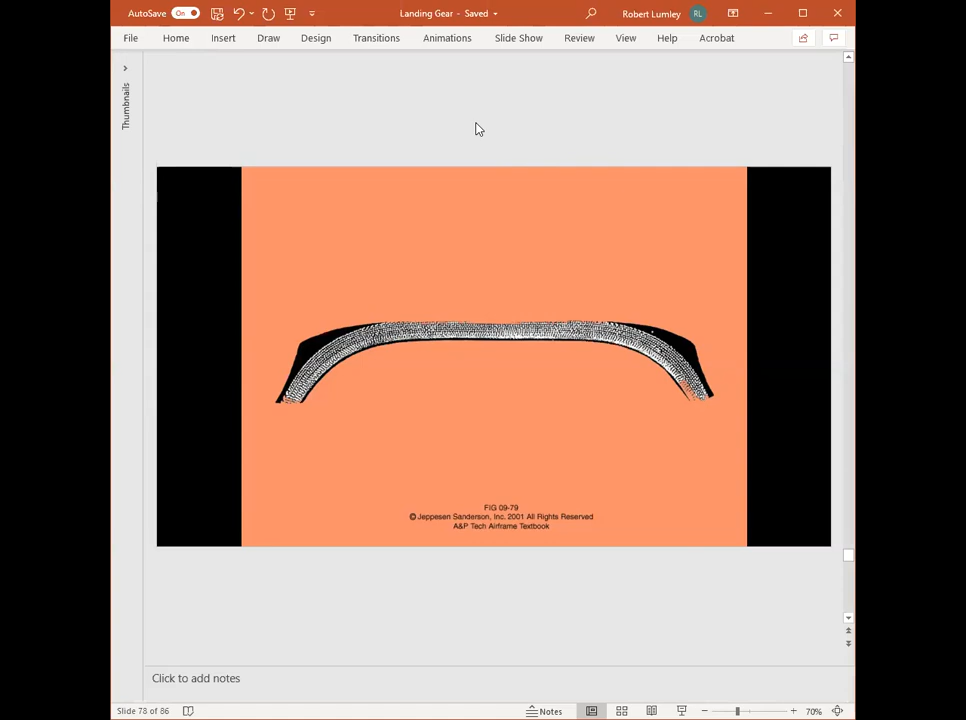 AutoSave On Landing Gear - Saved Robert Lumley RL
File Home Insert Draw Design Transitions Animations Slide Show Review View Help Acrobat
Thumbnails
FIG 09-79
© Jeppesen Sanderson, Inc. 2001 All Rights Reserved
A&P Tech Airframe Textbook
Click to add notes
Slide 78 of 86 Notes 70%